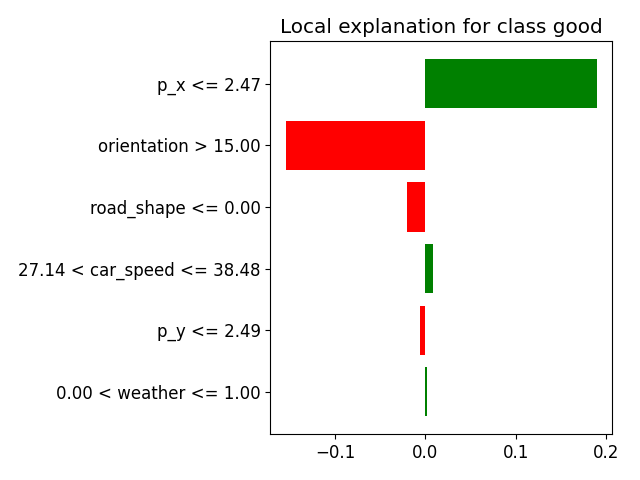 Local explanation for class good
p_x <= 2.47
orientation > 15.00
road_shape <= 0.00
27.14 < car_speed <= 38.48
p_y <= 2.49
0.00 < weather <= 1.00
−0.1 0.0 0.1 0.2